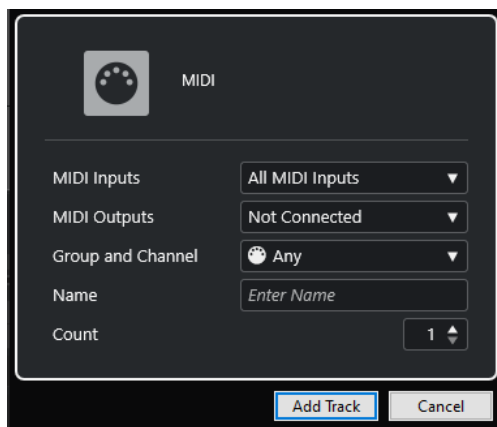 MIDI
MIDI Inputs All MIDI Inputs
MIDI Outputs Not Connected
Group and Channel Any
Name Enter Name
Count 1
Add Track Cancel